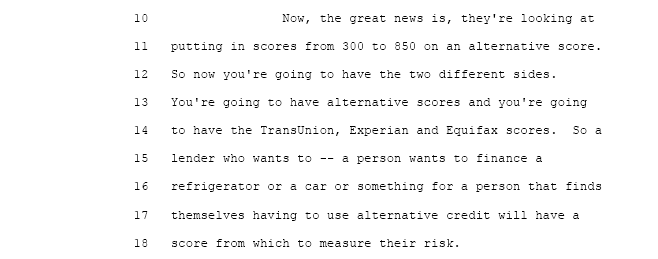 10 Now, the great news is, they're looking at
11 putting in scores from 300 to 850 on an alternative score.
12 So now you're going to have the two different sides.
13 You're going to have alternative scores and you're going
14 to have the TransUnion, Experian and Equifax scores.  So a
15 lender who wants to -- a person wants to finance a
16 refrigerator or a car or something for a person that finds
17 themselves having to use alternative credit will have a
18 score from which to measure their risk.